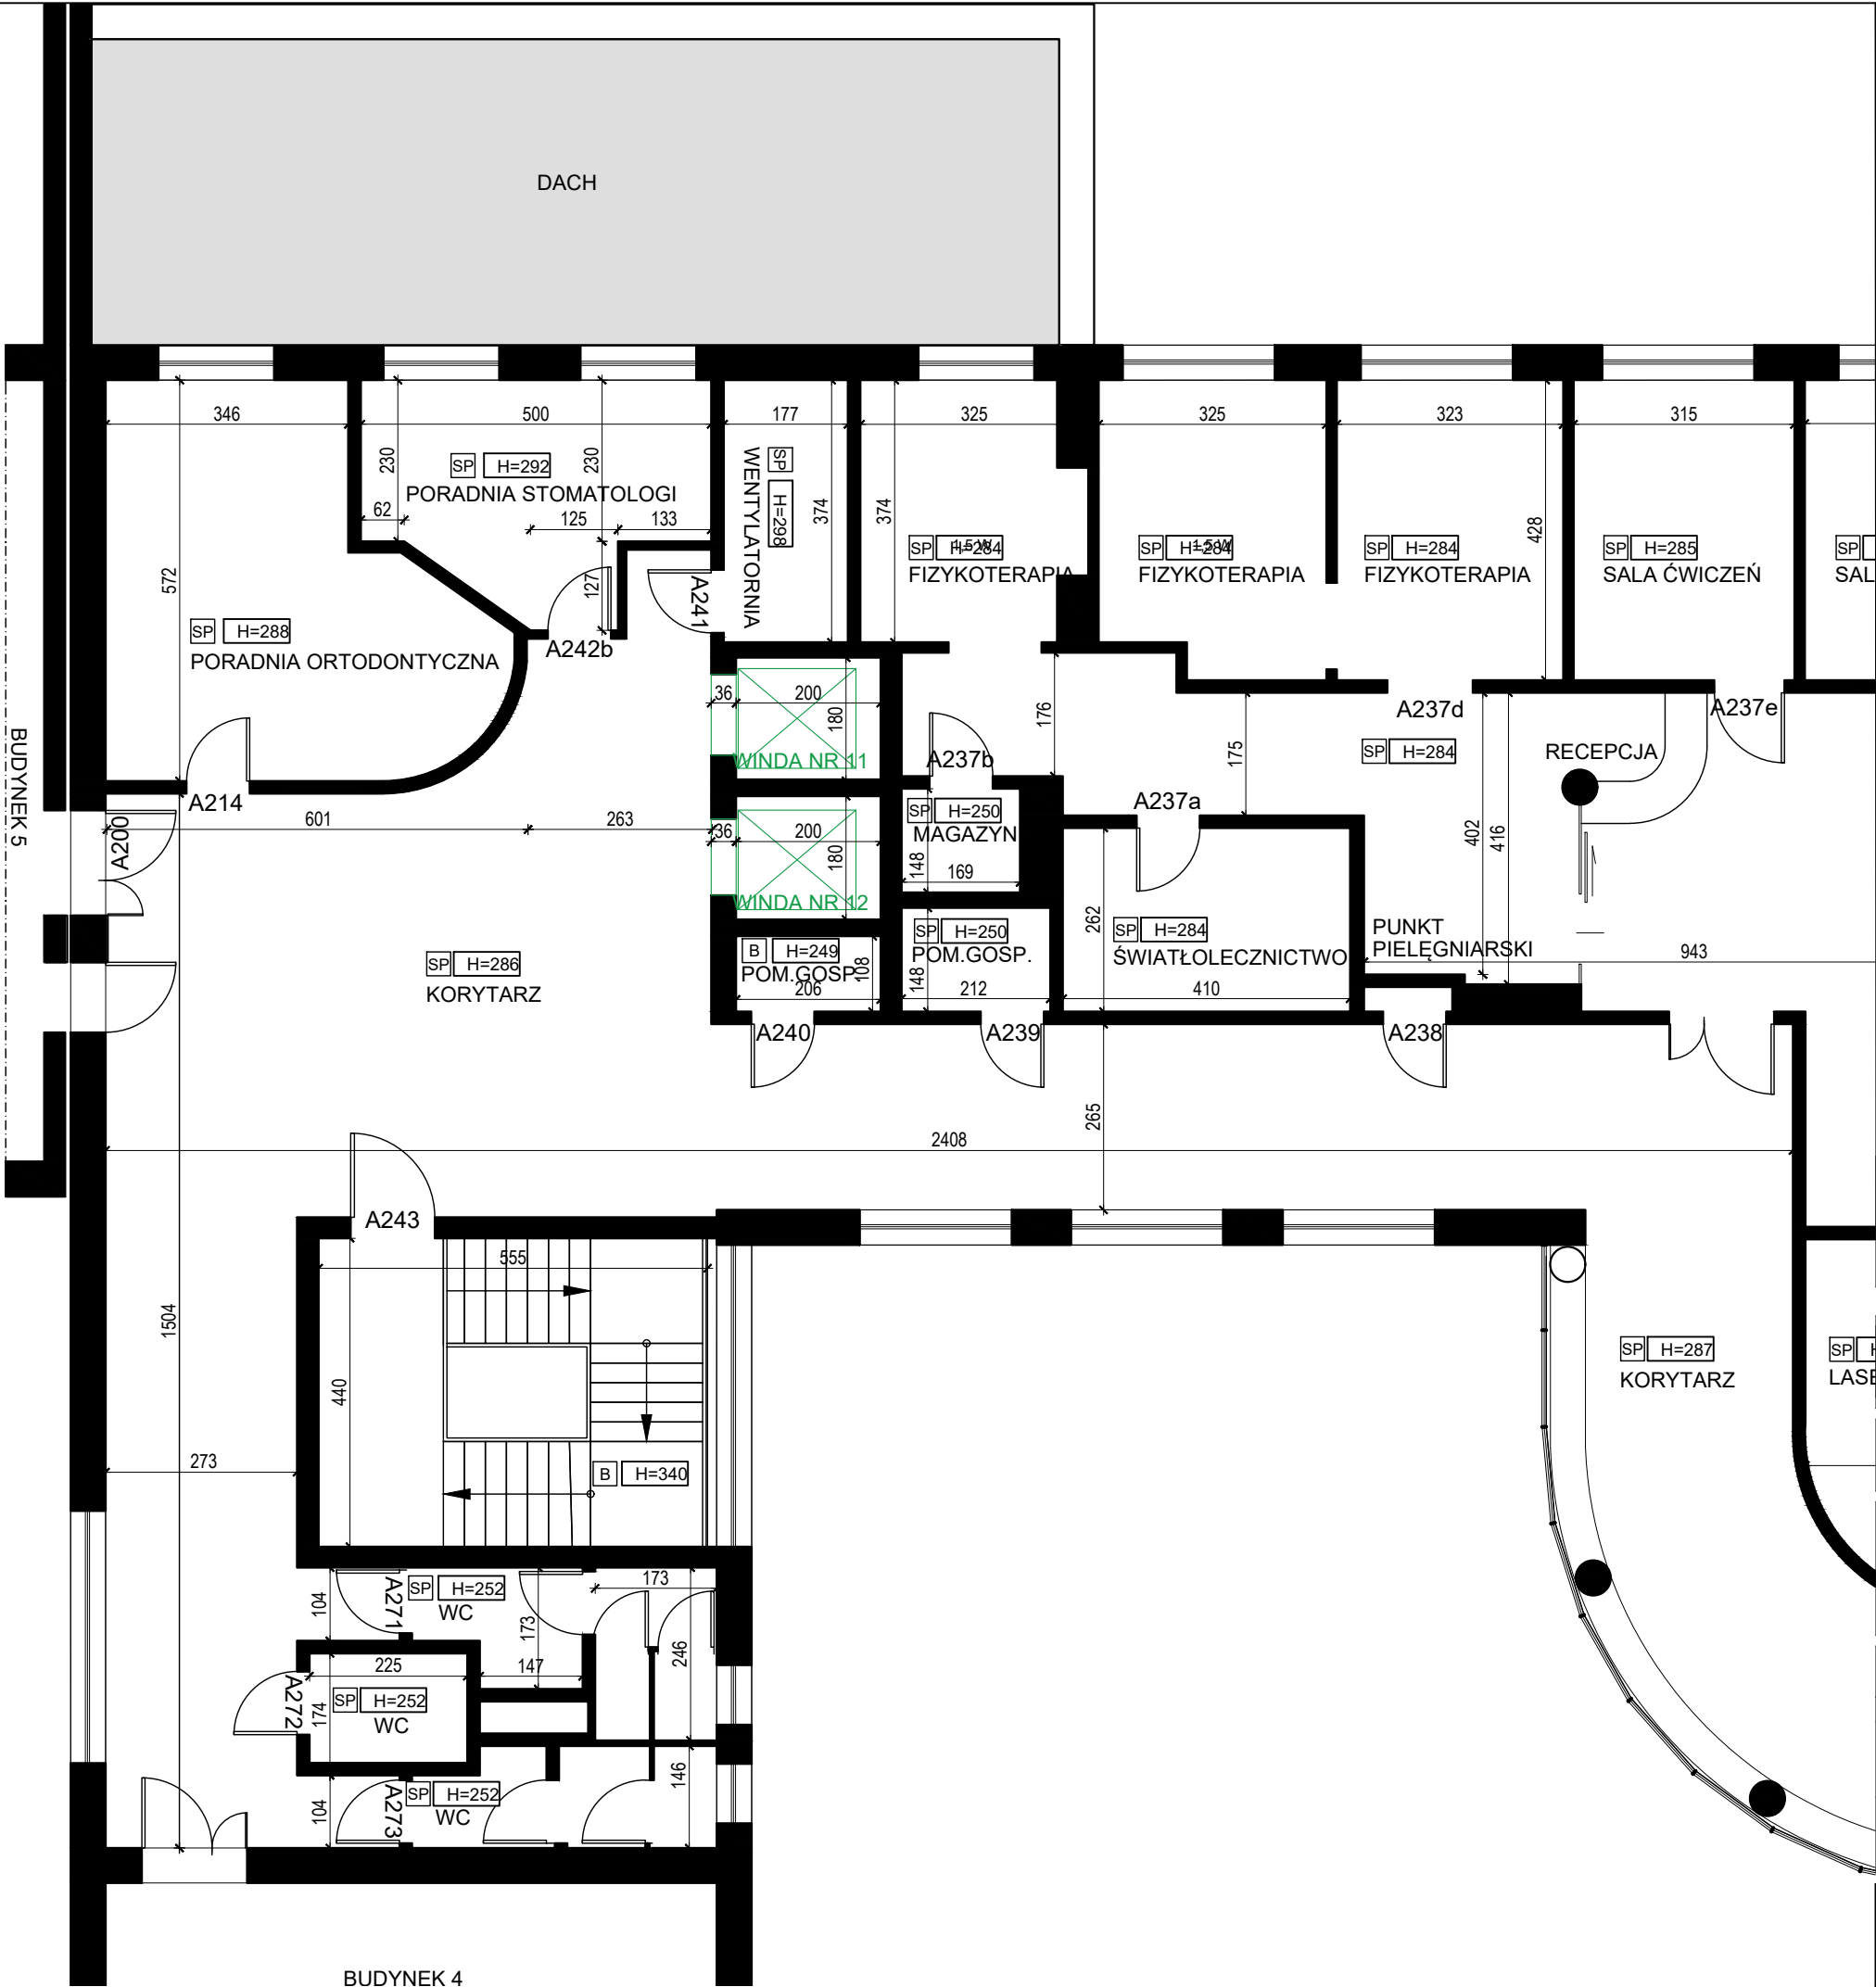 DACH
346
500
177
325
325
323
315
230
SP H=292
230
PORADNIA STOMATOLOGI
62
125
133
SP H=298
WENTYLATORNIA
374
374
428
572
127
SP H=284
FIZYKOTERAPIA
SP H=284
FIZYKOTERAPIA
SP H=284
FIZYKOTERAPIA
SP H=285
SALA ĆWICZEŃ
SP
SAL
SP H=288
PORADNIA ORTODONTYCZNA
A242b
A241
36
200
180
WINDA NR 11
176
175
A237d
SP H=284
RECEPCJA
A237e
BUDYNEK 5
A214
A200
601
263
36
200
180
WINDA NR 12
A237b
SP H=250
MAGAZYN
148
169
A237a
402
416
SP H=286
KORYTARZ
B H=249
POM.GOSP.
108
206
SP H=250
POM.GOSP.
148
212
262
SP H=284
ŚWIATŁOLECZNICTWO
410
PUNKT
PIELĘGNIARSKI
943
A240
A239
A238
265
2408
A243
555
1504
440
273
B H=340
SP H=287
KORYTARZ
SP
LASE
104
A271
SP H=252
WC
173
173
246
225
147
A272
174
SP H=252
WC
146
104
A273
SP H=252
WC
BUDYNEK 4